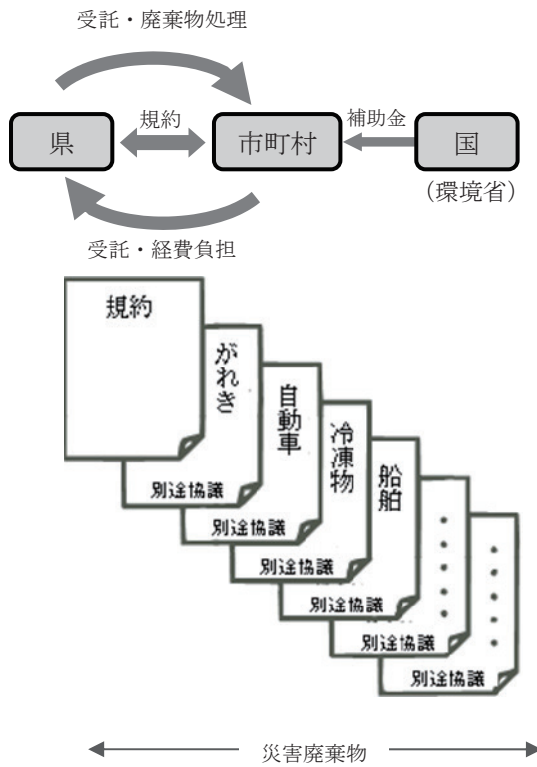 受託・廃棄物処理
県
規約
市町村
補助金
国
（環境省）
受託・経費負担
規約
がれき
別途協議
自動車
別途協議
冷凍物
別途協議
船舶
別途協議
・・・・・
別途協議
・・・・・
別途協議
災害廃棄物